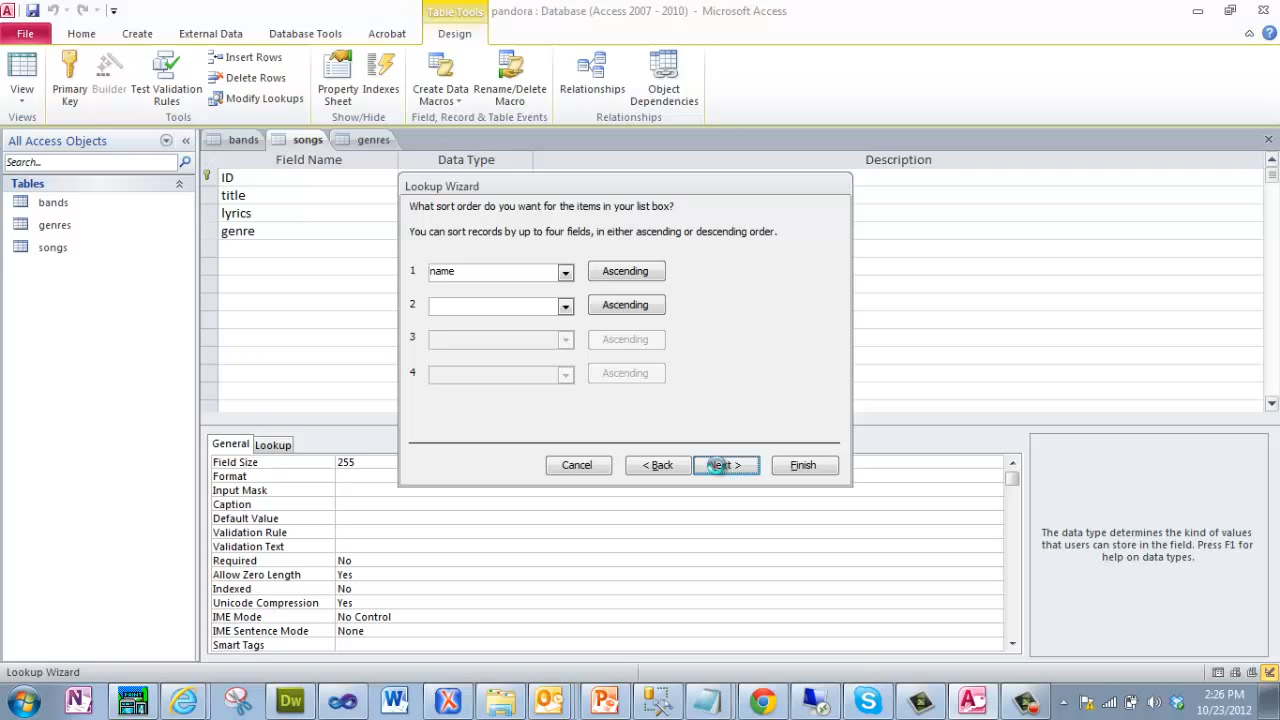 Table Tools
pandora : Database (Access 2007 - 2010) - Microsoft Access
File
Home
Create
External Data
Database Tools
Acrobat
Design
View
Primary Key
Builder
Test Validation Rules
Insert Rows
Delete Rows
Modify Lookups
Property Sheet
Indexes
Create Data Macros
Rename/Delete Macro
Relationships
Object Dependencies
Views
Tools
Show/Hide
Field, Record & Table Events
Relationships
All Access Objects
bands
songs
genres
Search...
Field Name
Data Type
Description
Tables
bands
genres
songs
ID
title
lyrics
genre
Lookup Wizard
What sort order do you want for the items in your list box?
You can sort records by up to four fields, in either ascending or descending order.
1 name Ascending
2 Ascending
3 Ascending
4 Ascending
Cancel
< Back
Next >
Finish
General
Lookup
Field Size 255
Format
Input Mask
Caption
Default Value
Validation Rule
Validation Text
Required No
Allow Zero Length Yes
Indexed No
Unicode Compression Yes
IME Mode No Control
IME Sentence Mode None
Smart Tags
The data type determines the kind of values
that users can store in the field. Press F1 for
help on data types.
Lookup Wizard
2:26 PM
10/23/2012